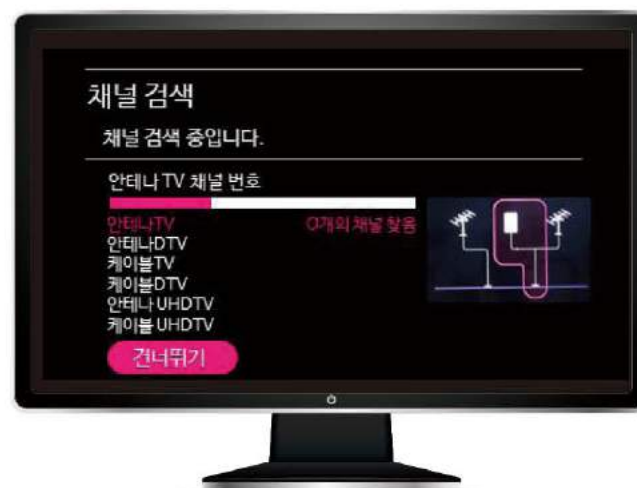 채널 검색
채널 검색 중입니다.
안테나 TV 채널 번호
안테나TV 0개의 채널 찾음
안테나DTV
케이블TV
케이블DTV
안테나 UHDTV
케이블 UHDTV
건너뛰기